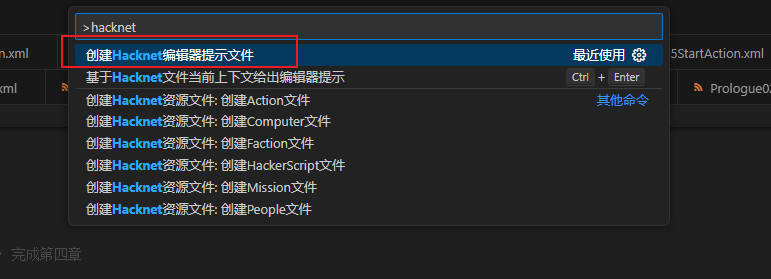 >hacknet
n.xml
创建Hacknet编辑器提示文件
最近使用
5StartAction.xml
基于Hacknet文件当前上下文给出编辑器提示
Ctrl + Enter
xml
创建Hacknet资源文件: 创建Action文件
其他命令
Prologue02
创建Hacknet资源文件: 创建Computer文件
创建Hacknet资源文件: 创建Faction文件
创建Hacknet资源文件: 创建HackerScript文件
创建Hacknet资源文件: 创建Mission文件
创建Hacknet资源文件: 创建People文件
完成第四章